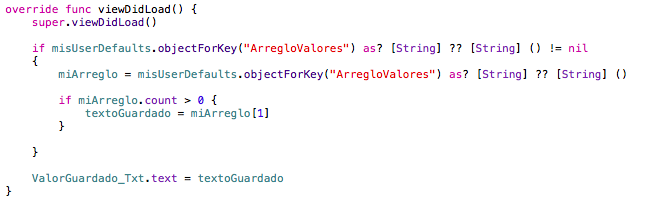 override func viewDidLoad() {
    super.viewDidLoad()
    if misUserDefaults.objectForKey("ArregloValores") as? [String] ?? [String] () != nil
    {
        miArreglo = misUserDefaults.objectForKey("ArregloValores") as? [String] ?? [String] ()
        if miArreglo.count > 0 {
            textoGuardado = miArreglo[1]
        }
    }
    ValorGuardado_Txt.text = textoGuardado
}